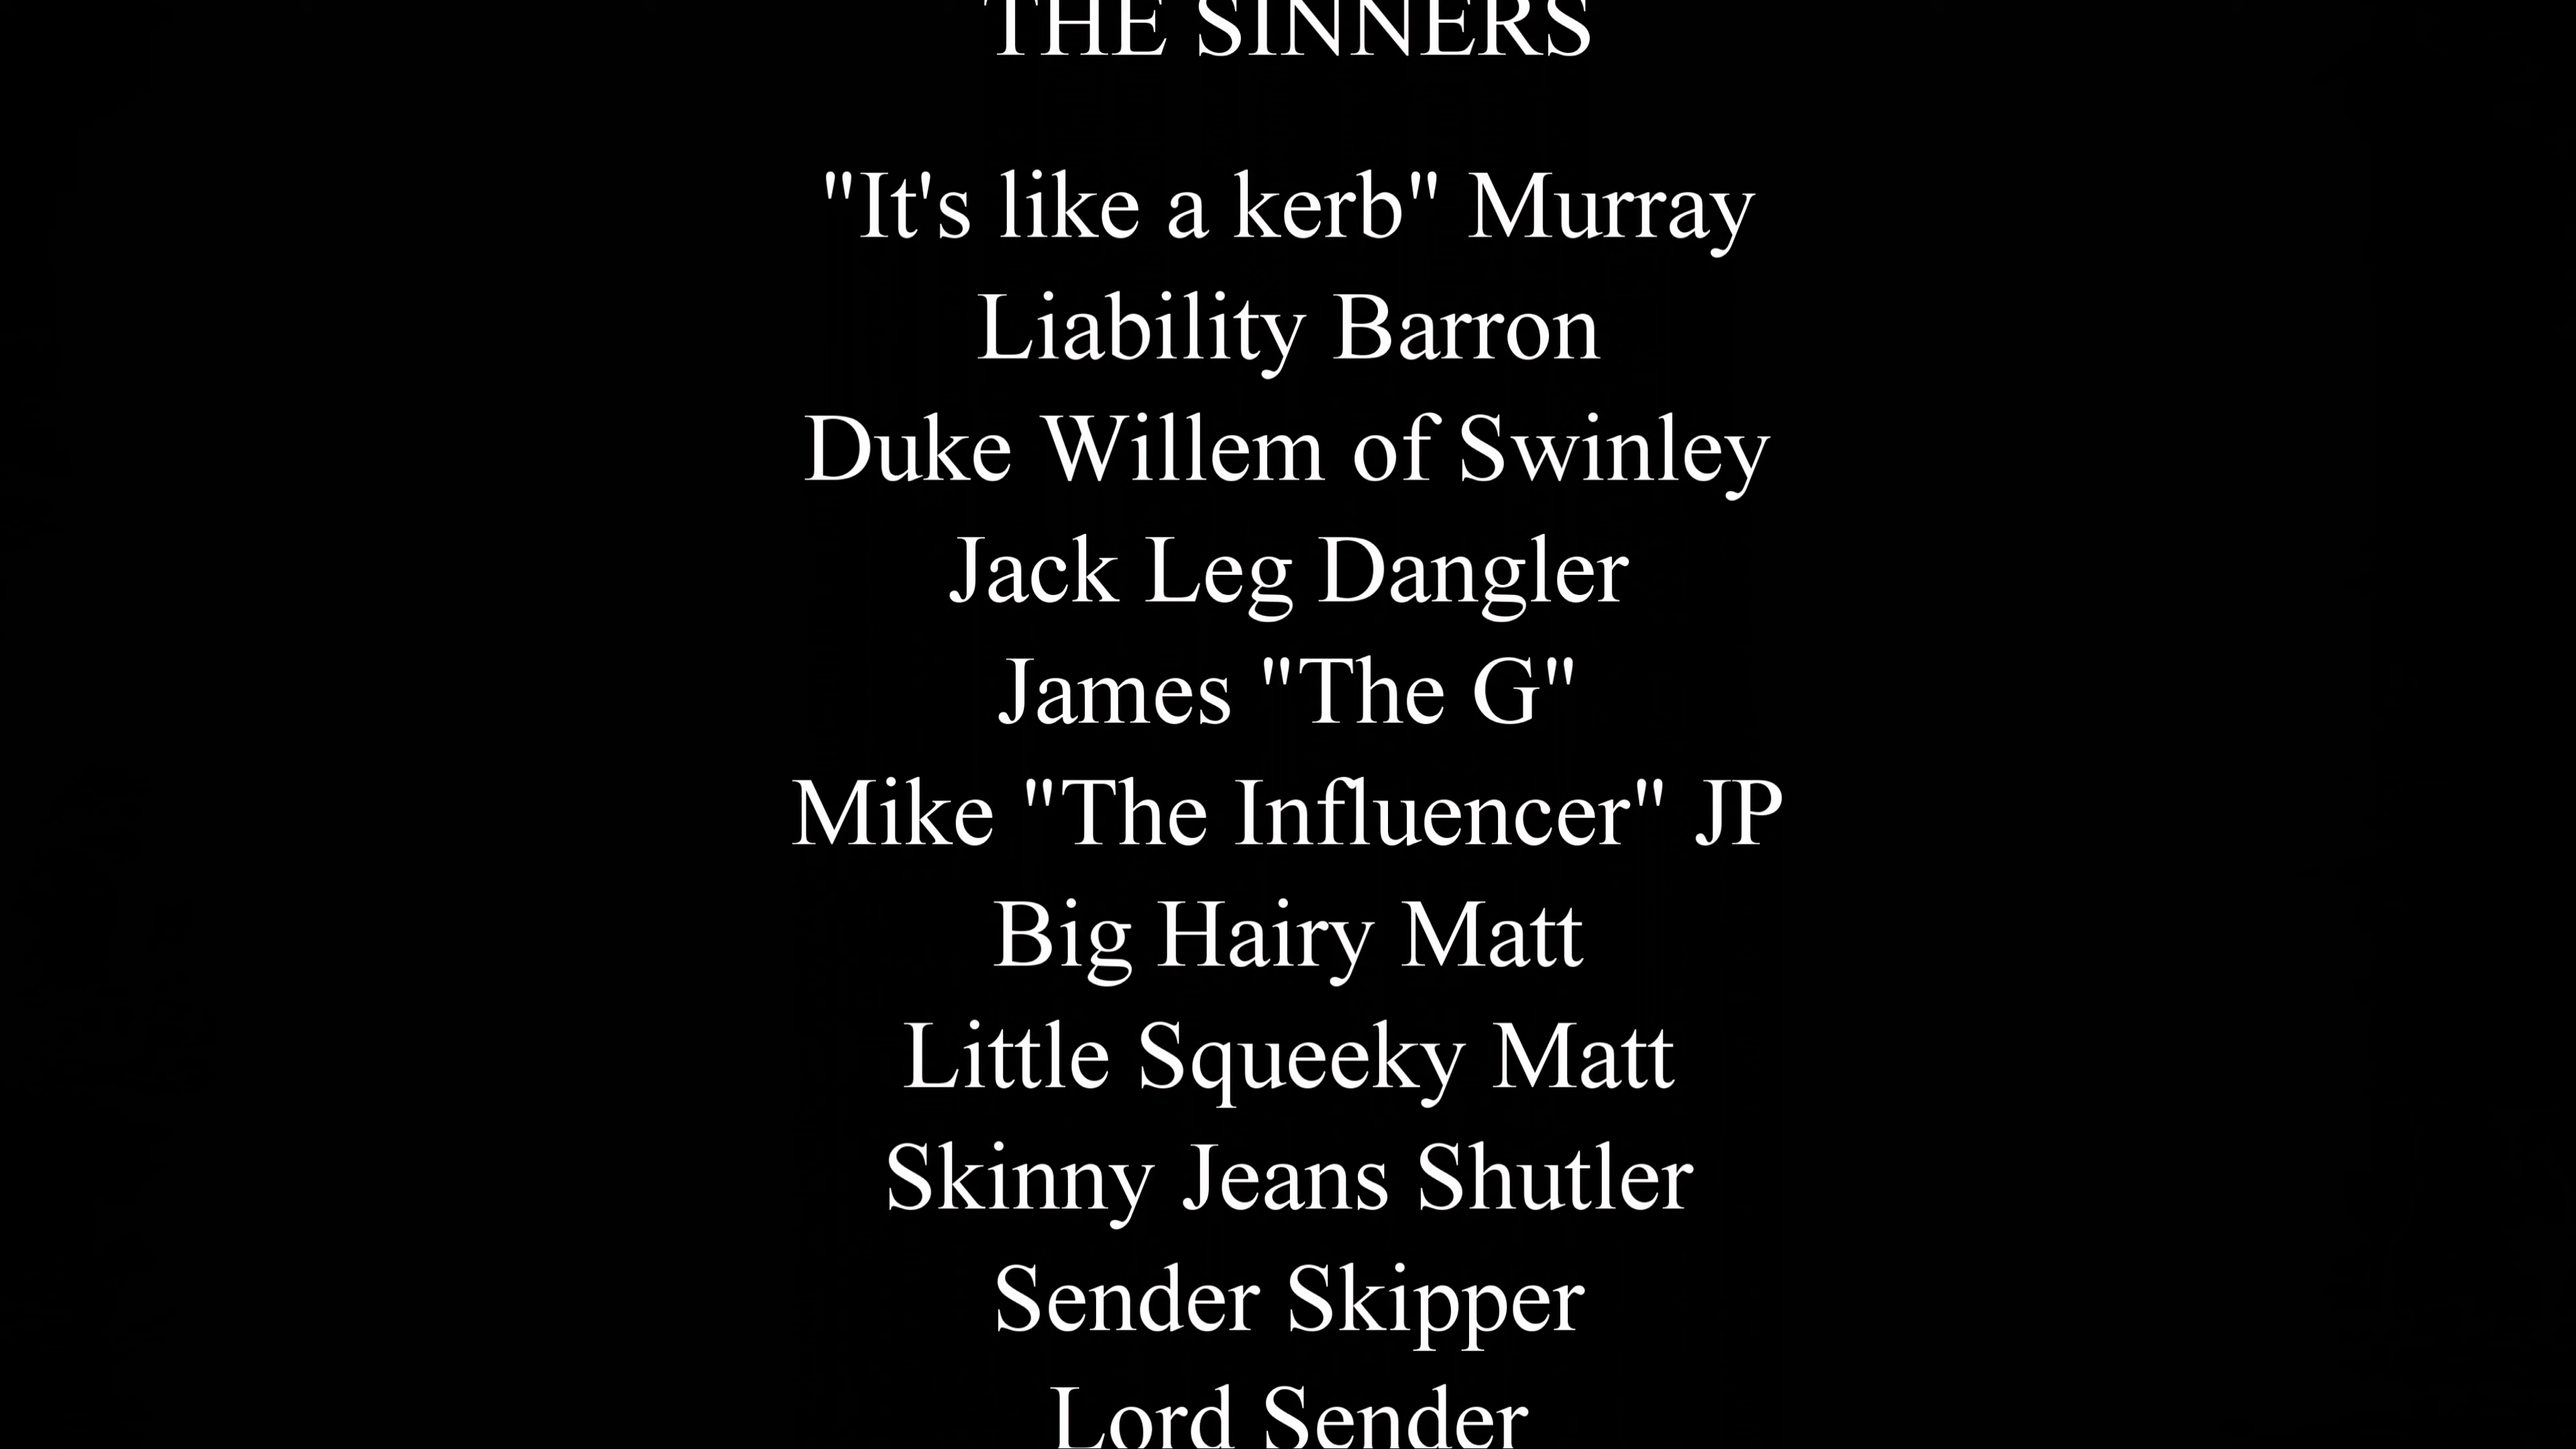 THE SINNERS
"It's like a kerb" Murray
Liability Barron
Duke Willem of Swinley
Jack Leg Dangler
James "The G"
Mike "The Influencer" JP
Big Hairy Matt
Little Squeeky Matt
Skinny Jeans Shutler
Sender Skipper
Lord Sender